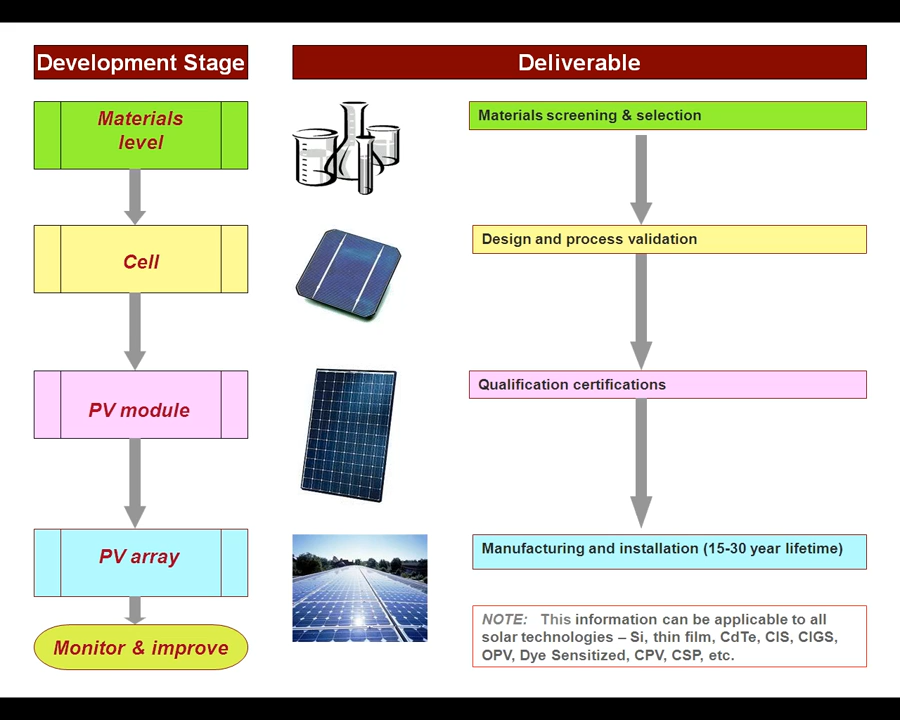 Development Stage
Deliverable
Materials
level
Materials screening & selection
Cell
Design and process validation
PV module
Qualification certifications
PV array
Manufacturing and installation (15-30 year lifetime)
Monitor & improve
NOTE: This information can be applicable to all
solar technologies – Si, thin film, CdTe, CIS, CIGS,
OPV, Dye Sensitized, CPV, CSP, etc.